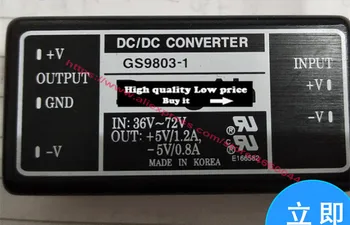 DC/DC CONVERTER
GS9803-1
+V
OUTPUT
GND
-V
INPUT
+V
-V
High quality Low price
Buy it
IN: 36V~72V
OUT: +5V/1.2A,
-5V/0.8A
MADE IN KOREA
立即